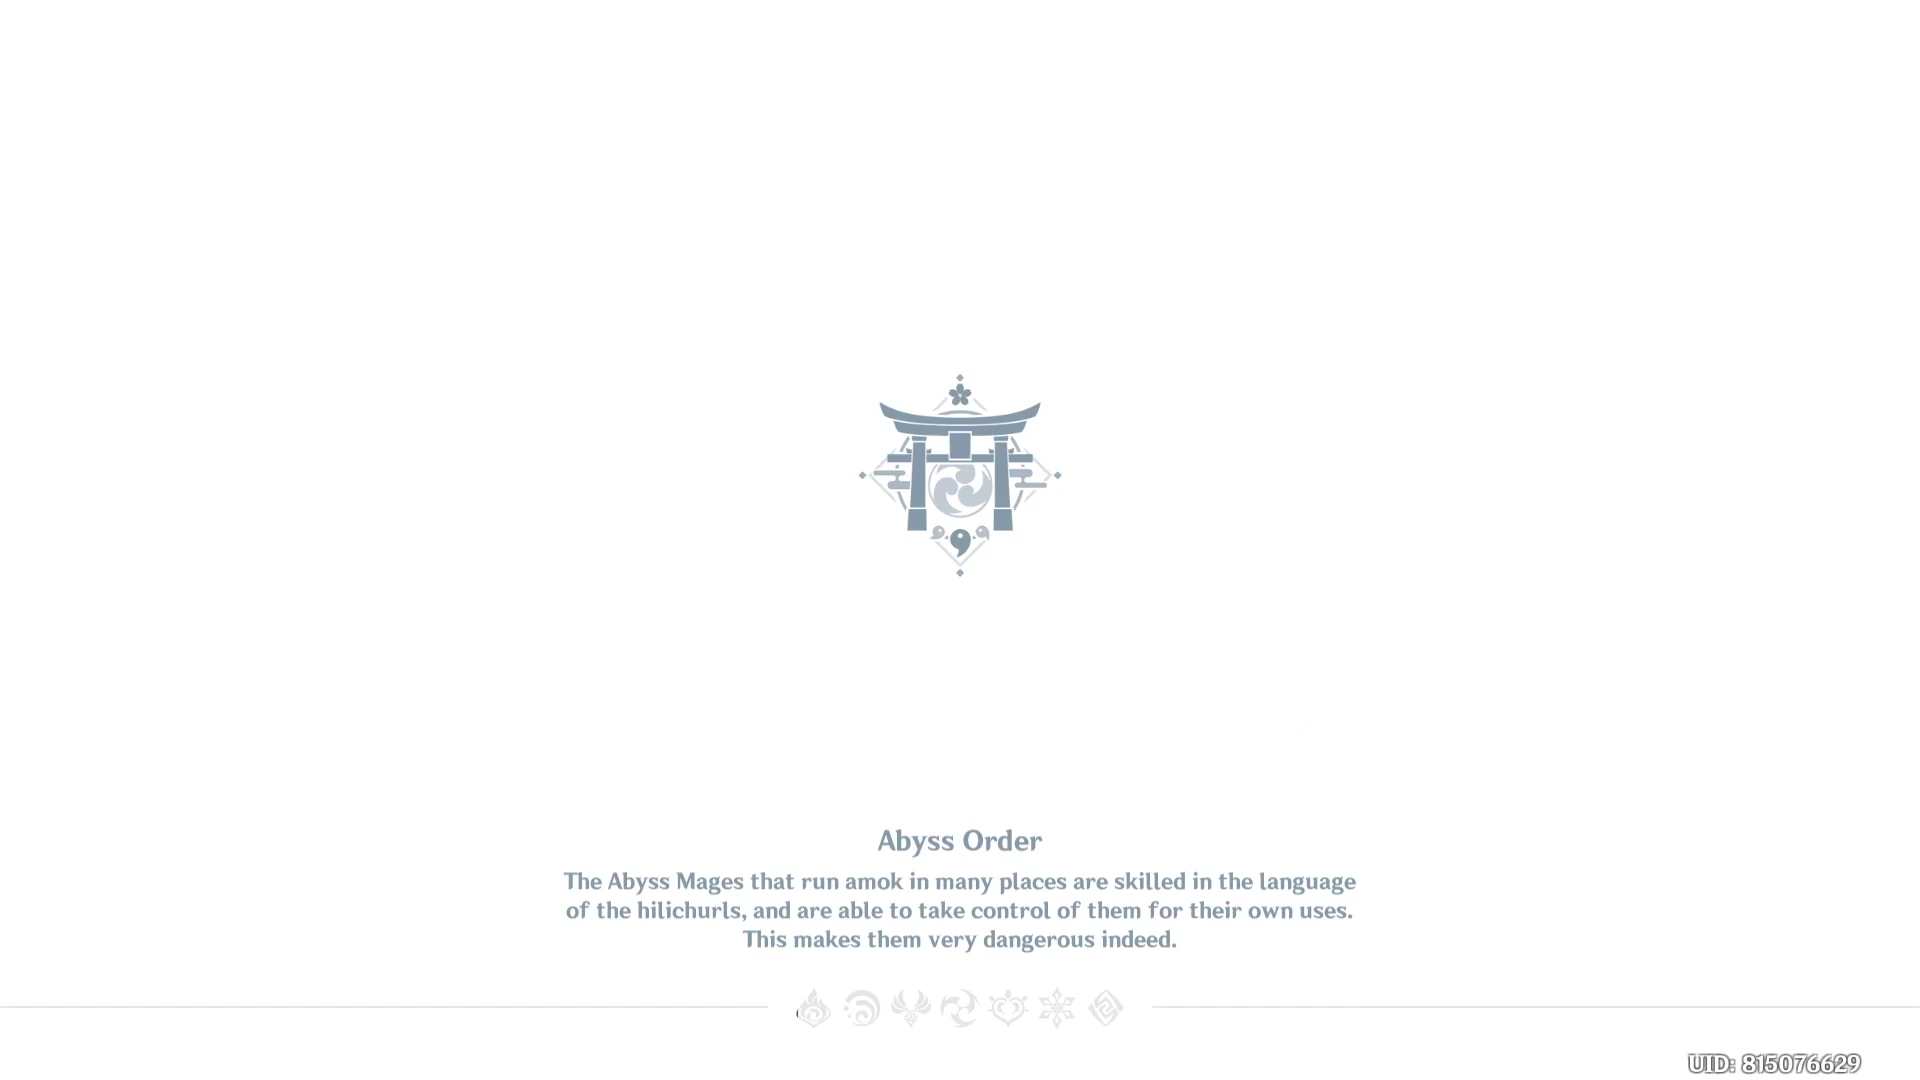 Abyss Order
The Abyss Mages that run amok in many places are skilled in the language
of the hilichurls, and are able to take control of them for their own uses.
This makes them very dangerous indeed.
UID: 815076629